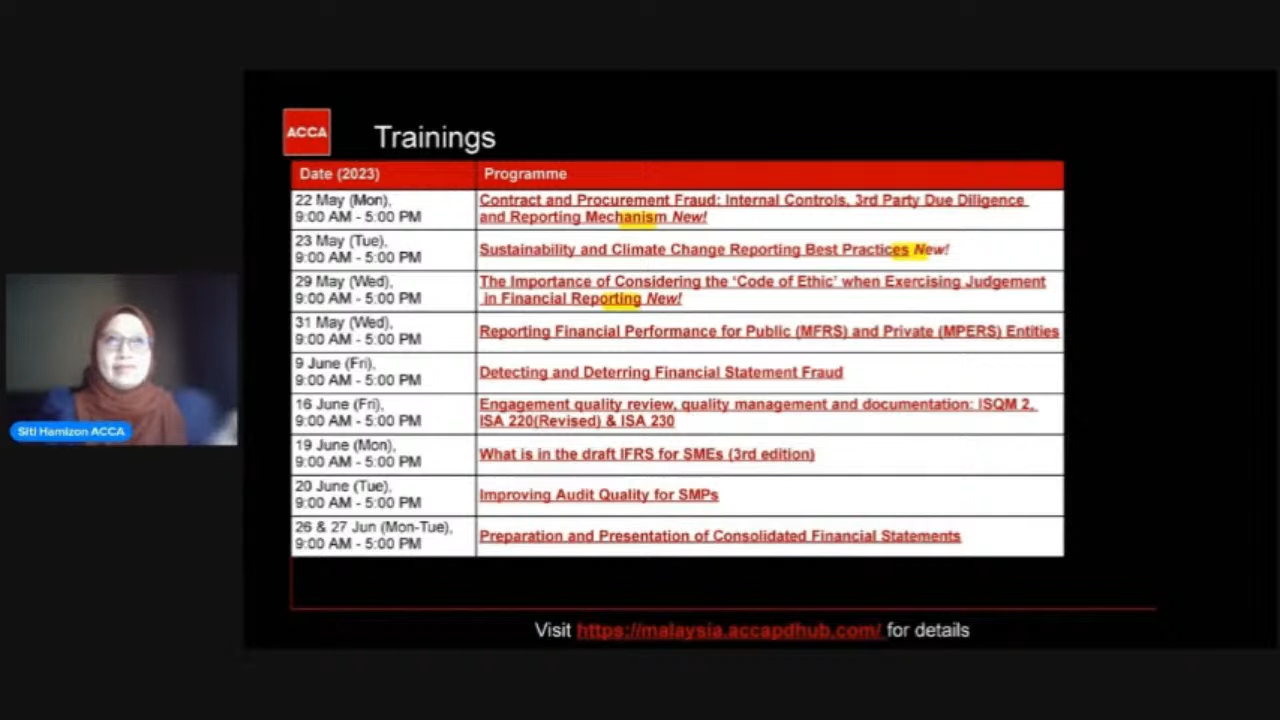 ACCA
Trainings
Date (2023)
Programme
22 May (Mon),
9:00 AM - 5:00 PM
Contract and Procurement Fraud: Internal Controls, 3rd Party Due Diligence
and Reporting Mechanism New!
23 May (Tue),
9:00 AM - 5:00 PM
Sustainability and Climate Change Reporting Best Practices New!
29 May (Wed),
9:00 AM - 5:00 PM
The Importance of Considering the ‘Code of Ethic’ when Exercising Judgement
in Financial Reporting New!
31 May (Wed),
9:00 AM - 5:00 PM
Reporting Financial Performance for Public (MFRS) and Private (MPERS) Entities
9 June (Fri),
9:00 AM - 5:00 PM
Detecting and Deterring Financial Statement Fraud
16 June (Fri),
9:00 AM - 5:00 PM
Engagement quality review, quality management and documentation: ISQM 2,
ISA 220(Revised) & ISA 230
19 June (Mon),
9:00 AM - 5:00 PM
What is in the draft IFRS for SMEs (3rd edition)
20 June (Tue),
9:00 AM - 5:00 PM
Improving Audit Quality for SMPs
26 & 27 Jun (Mon-Tue),
9:00 AM - 5:00 PM
Preparation and Presentation of Consolidated Financial Statements
Visit https://malaysia.accapdhub.com/ for details
Siti Hamizon ACCA